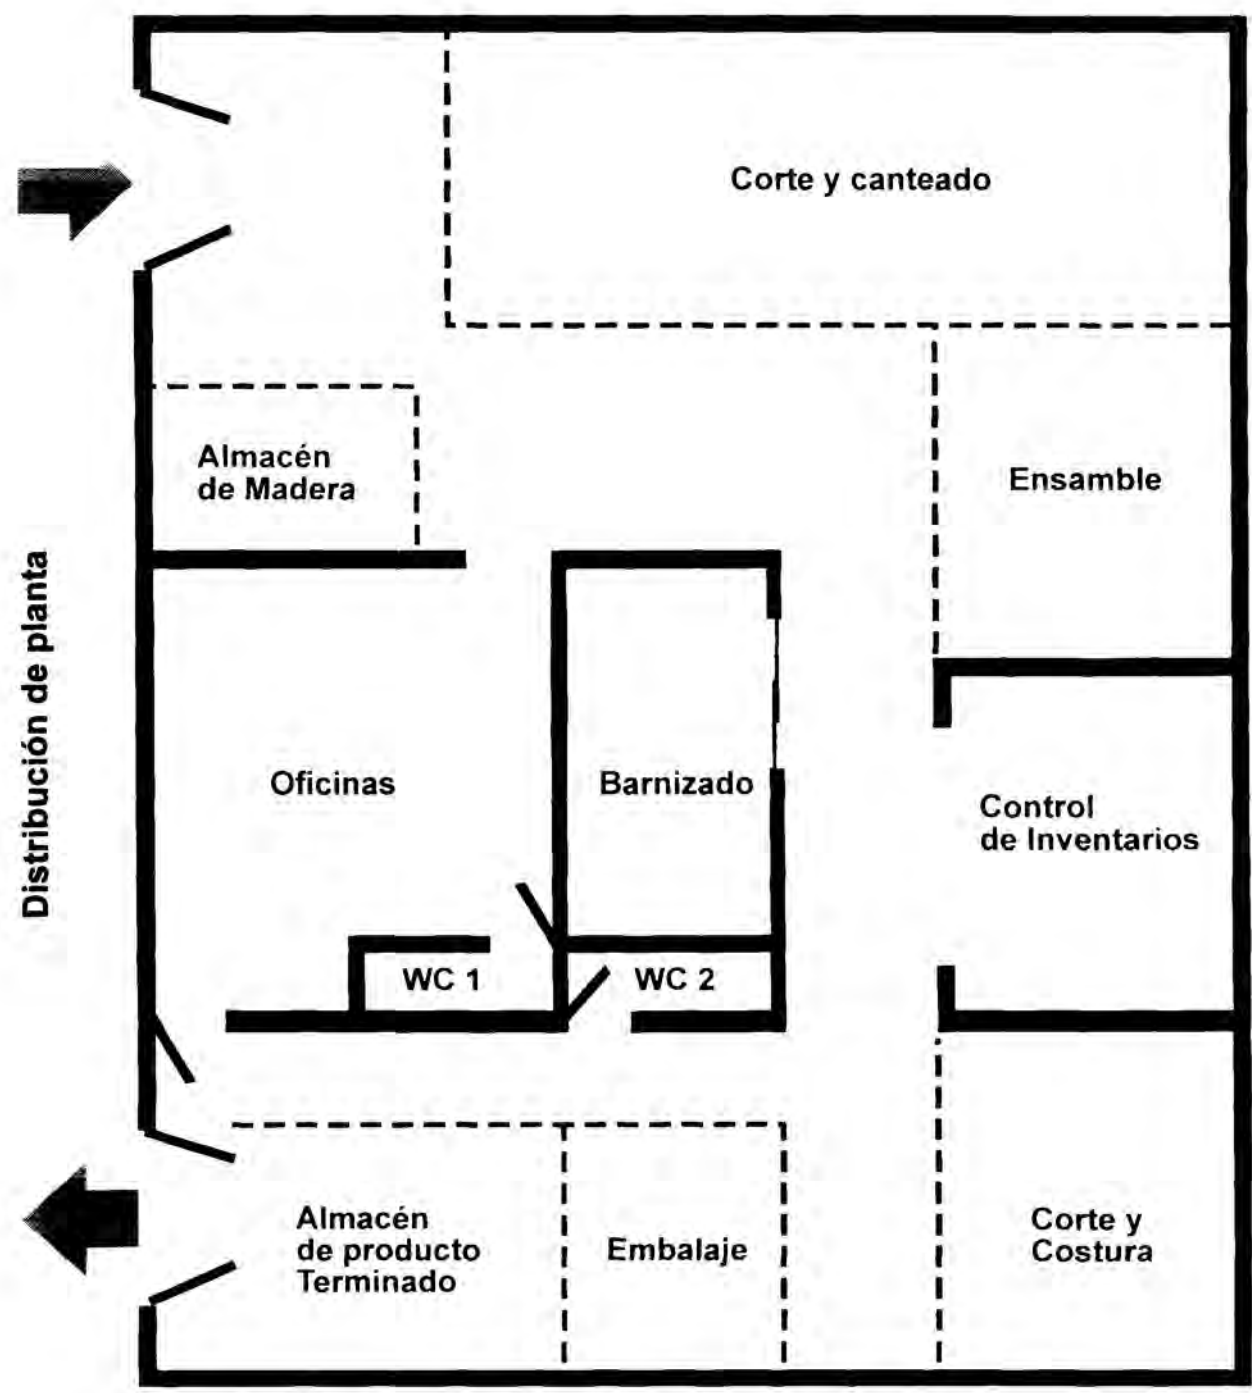 Distribución de planta
Corte y canteado
Almacén
de Madera
Ensamble
Oficinas
Barnizado
Control
de Inventarios
WC 1
WC 2
Almacén
de producto
Terminado
Embalaje
Corte y
Costura